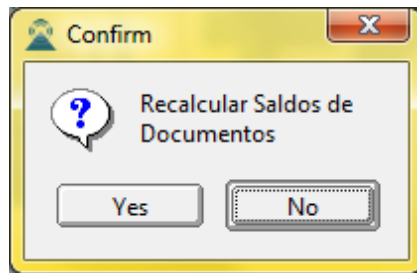 Confirm
Recalcular Saldos de
Documentos
Yes
No